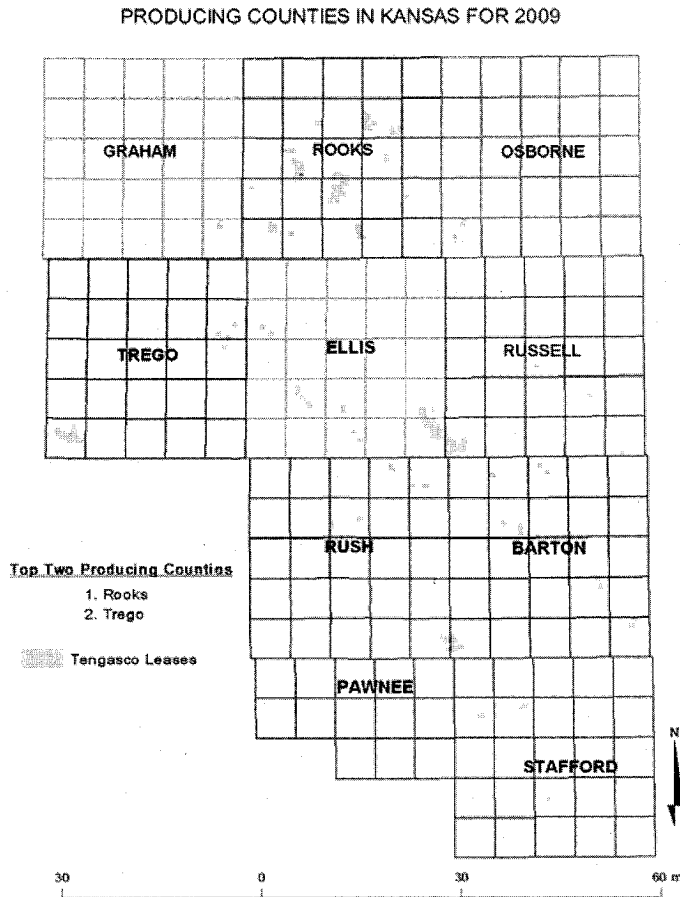 PRODUCING COUNTIES IN KANSAS FOR 2009
GRAHAM
ROOKS
OSBORNE
TREGO
ELLIS
RUSSELL
RUSH
BARTON
Top Two Producing Counties
1. Rooks
2. Trego
Tengasco Leases
PAWNEE
STAFFORD
N
30 0 30 60 m